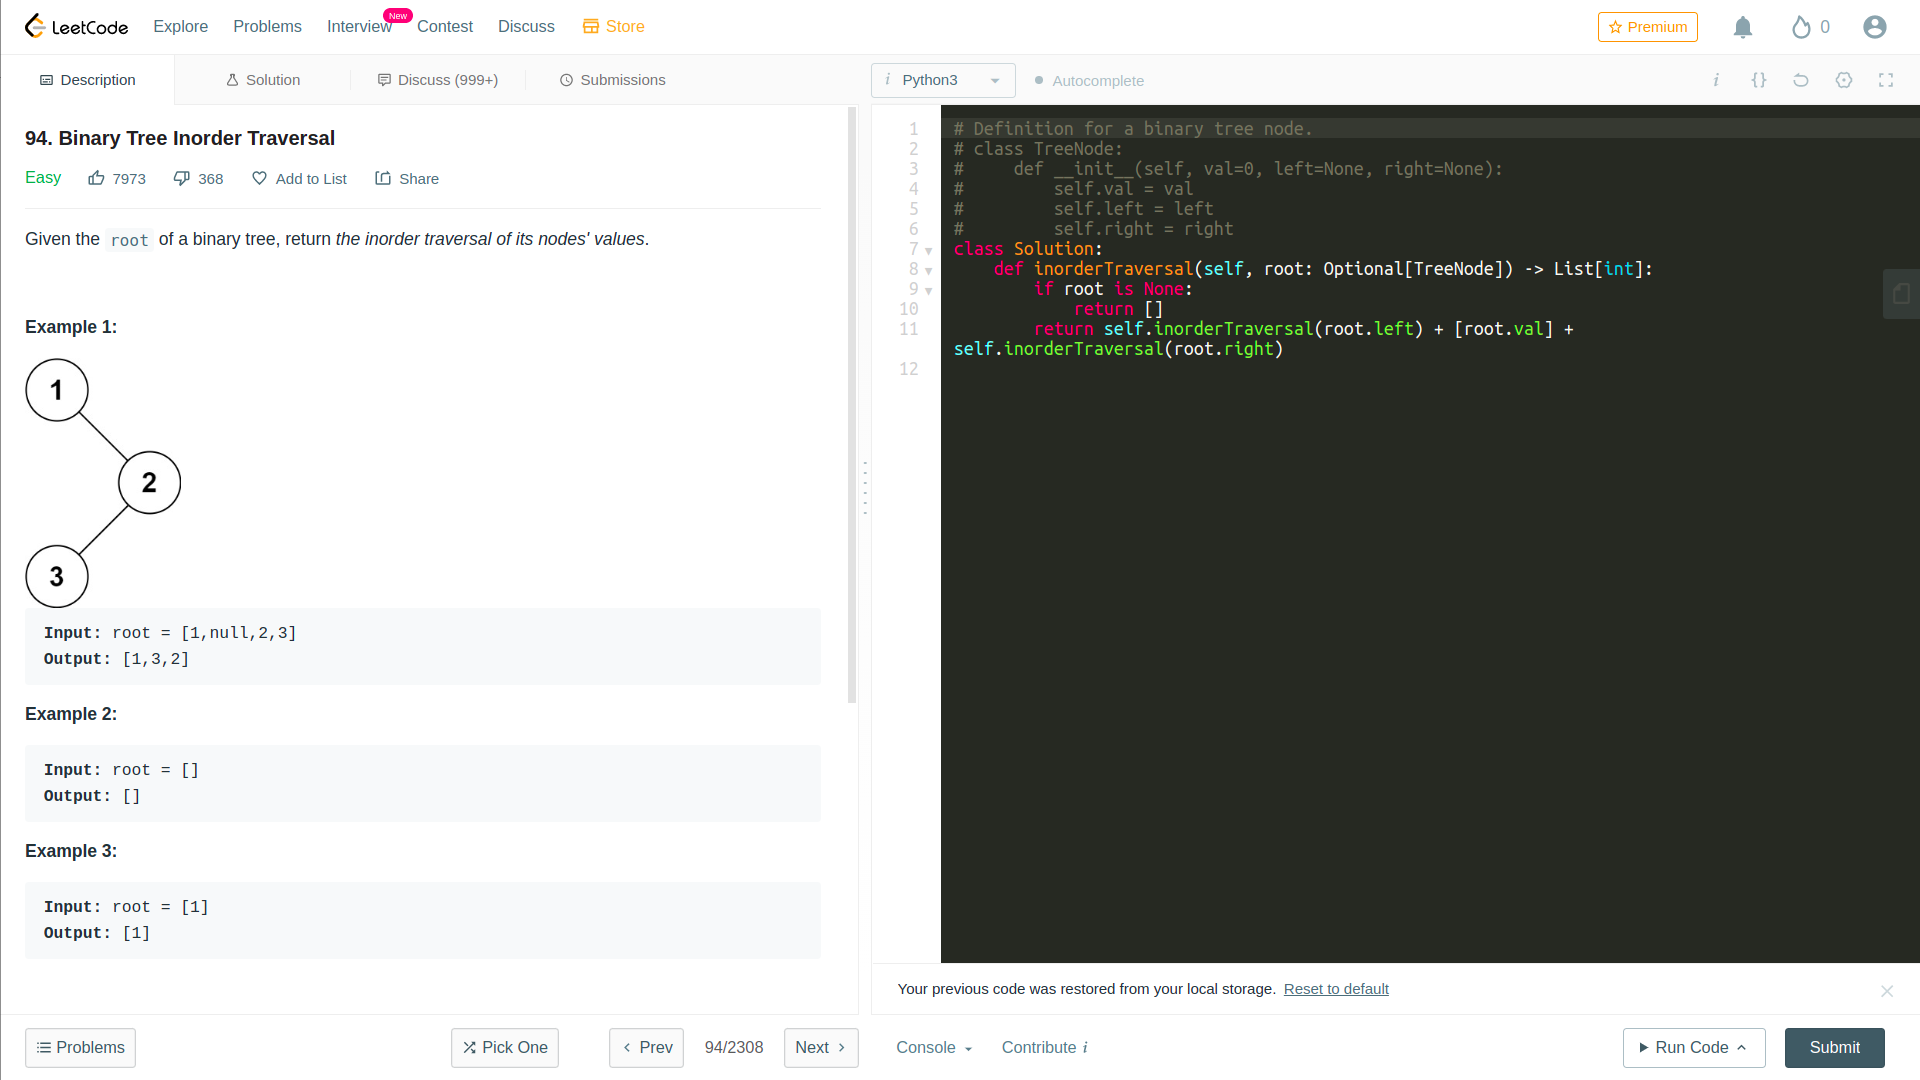 LeetCode Explore Problems Interview New Contest Discuss Store Premium 0
Description Solution Discuss (999+) Submissions i Python3 Autocomplete i {}
94. Binary Tree Inorder Traversal
Easy 7973 368 Add to List Share
Given the root of a binary tree, return the inorder traversal of its nodes' values.
Example 1:
1
2
3
Input: root = [1,null,2,3]
Output: [1,3,2]
Example 2:
Input: root = []
Output: []
Example 3:
Input: root = [1]
Output: [1]
1 # Definition for a binary tree node.
2 # class TreeNode:
3 #     def __init__(self, val=0, left=None, right=None):
4 #         self.val = val
5 #         self.left = left
6 #         self.right = right
7 class Solution:
8     def inorderTraversal(self, root: Optional[TreeNode]) -> List[int]:
9         if root is None:
10             return []
11         return self.inorderTraversal(root.left) + [root.val] +
self.inorderTraversal(root.right)
12
Your previous code was restored from your local storage. Reset to default
Problems Pick One Prev 94/2308 Next Console Contribute i Run Code Submit